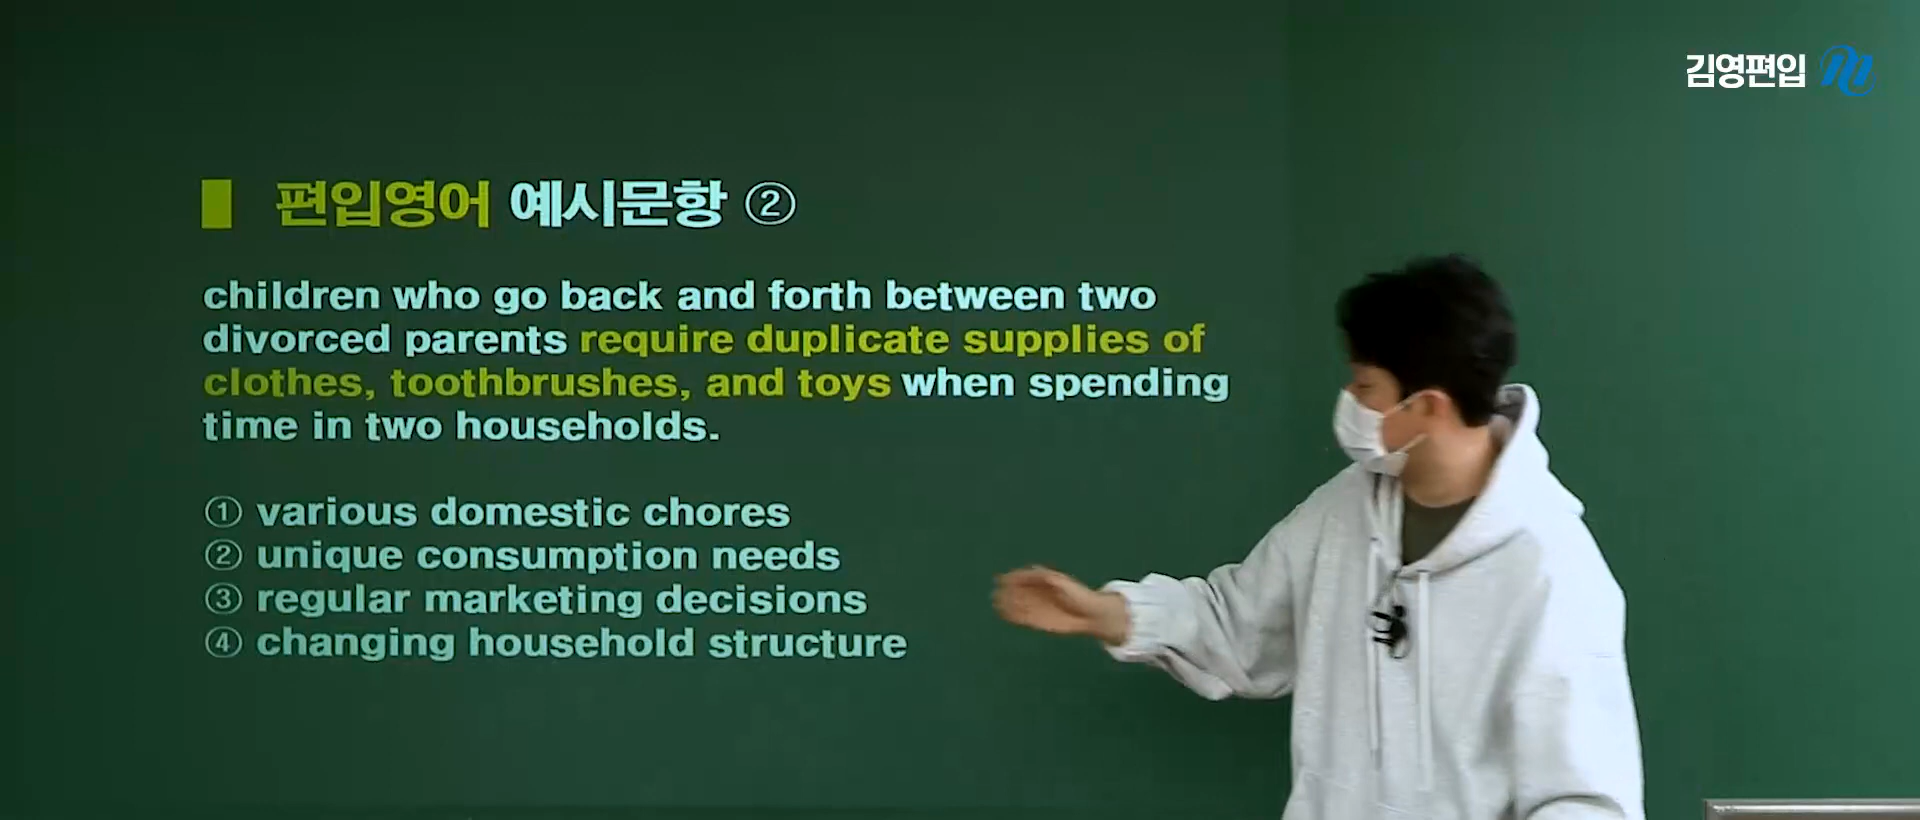 김영편입
편입영어 예시문항 ②
children who go back and forth between two
divorced parents require duplicate supplies of
clothes, toothbrushes, and toys when spending
time in two households.
① various domestic chores
② unique consumption needs
③ regular marketing decisions
④ changing household structure